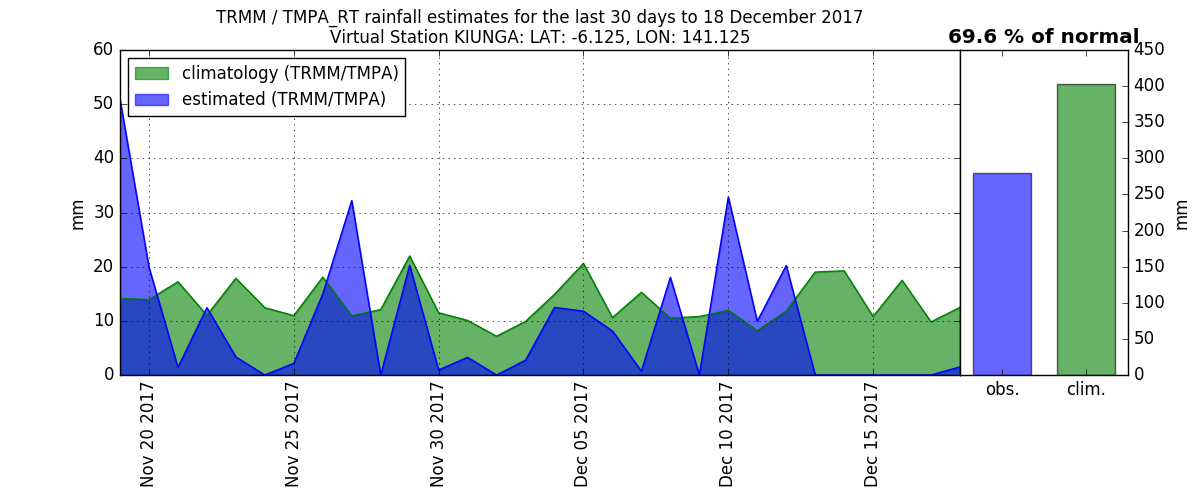 TRMM / TMPA_RT rainfall estimates for the last 30 days to 18 December 2017
Virtual Station KIUNGA: LAT: -6.125, LON: 141.125
69.6 % of normal
climatology (TRMM/TMPA)
estimated (TRMM/TMPA)
60
50
40
30
20
10
0
mm
Nov 20 2017
Nov 25 2017
Nov 30 2017
Dec 05 2017
Dec 10 2017
Dec 15 2017
450
400
350
300
250
200
150
100
50
0
mm
obs.
clim.